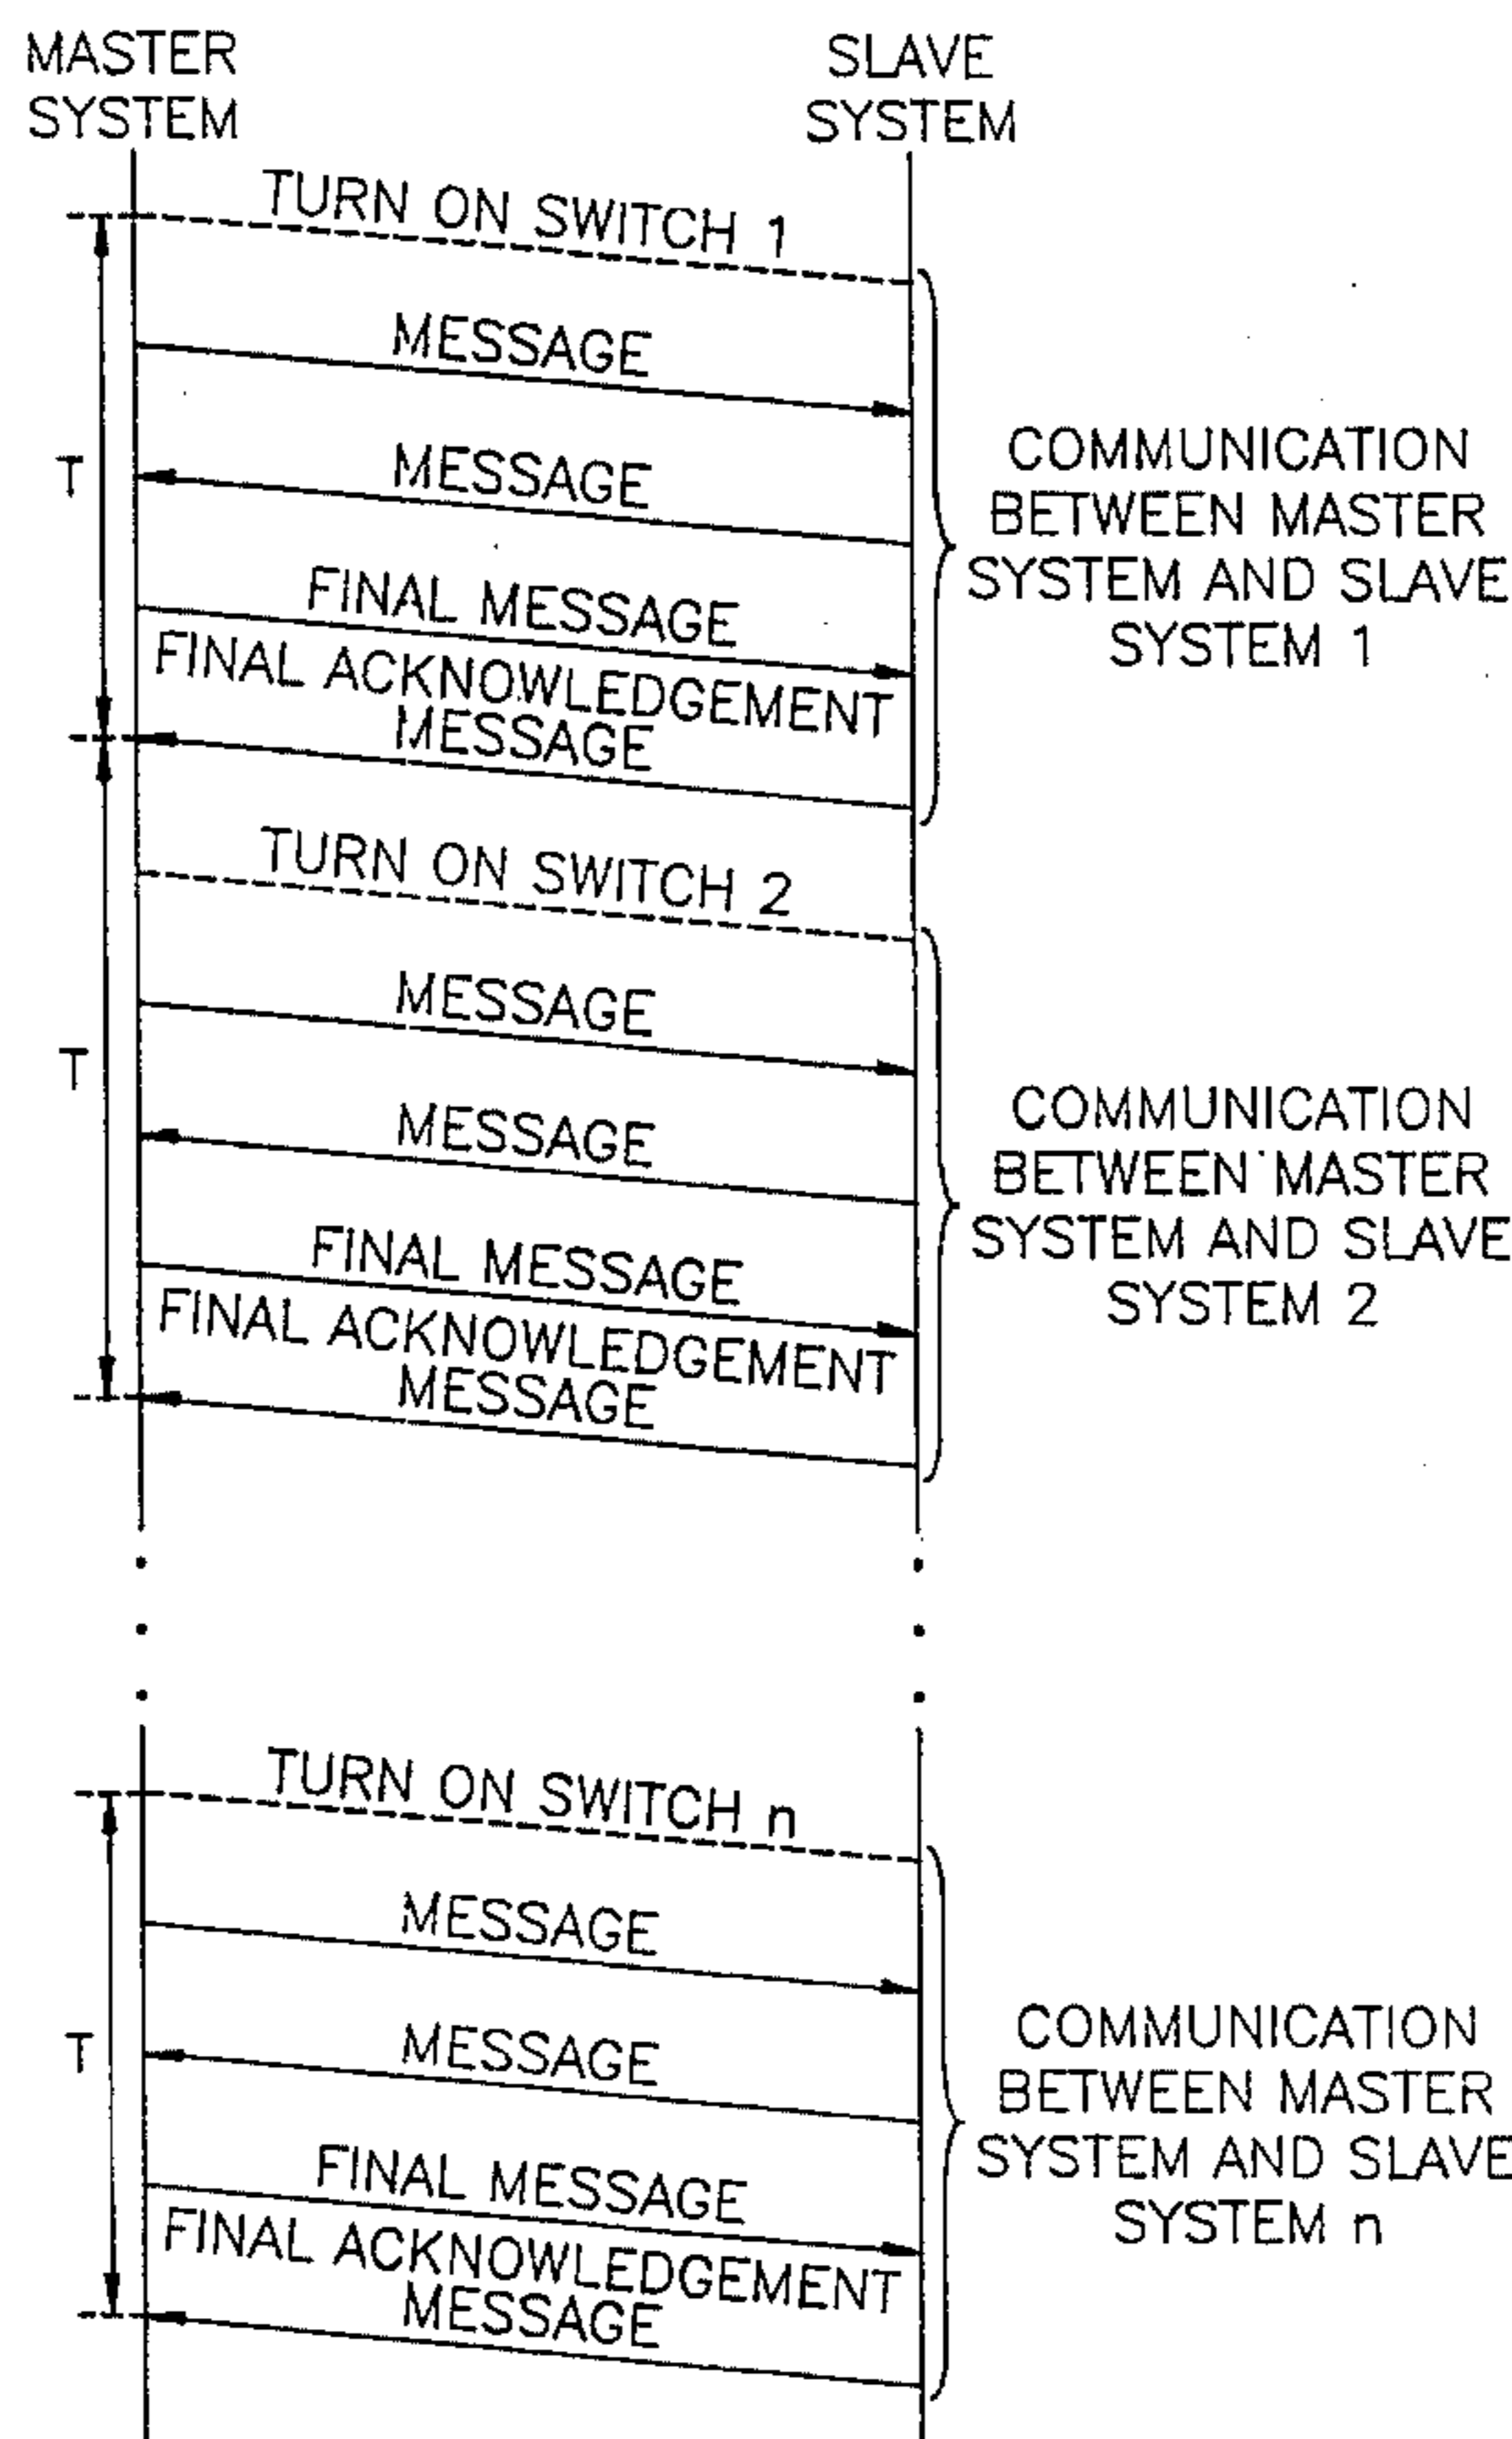 MASTER
SYSTEM
SLAVE
SYSTEM
TURN ON SWITCH 1
MESSAGE
MESSAGE
FINAL MESSAGE
FINAL ACKNOWLEDGEMENT
MESSAGE
T
COMMUNICATION
BETWEEN MASTER
SYSTEM AND SLAVE
SYSTEM 1
TURN ON SWITCH 2
MESSAGE
MESSAGE
FINAL MESSAGE
FINAL ACKNOWLEDGEMENT
MESSAGE
T
COMMUNICATION
BETWEEN MASTER
SYSTEM AND SLAVE
SYSTEM 2
TURN ON SWITCH n
MESSAGE
MESSAGE
FINAL MESSAGE
FINAL ACKNOWLEDGEMENT
MESSAGE
T
COMMUNICATION
BETWEEN MASTER
SYSTEM AND SLAVE
SYSTEM n